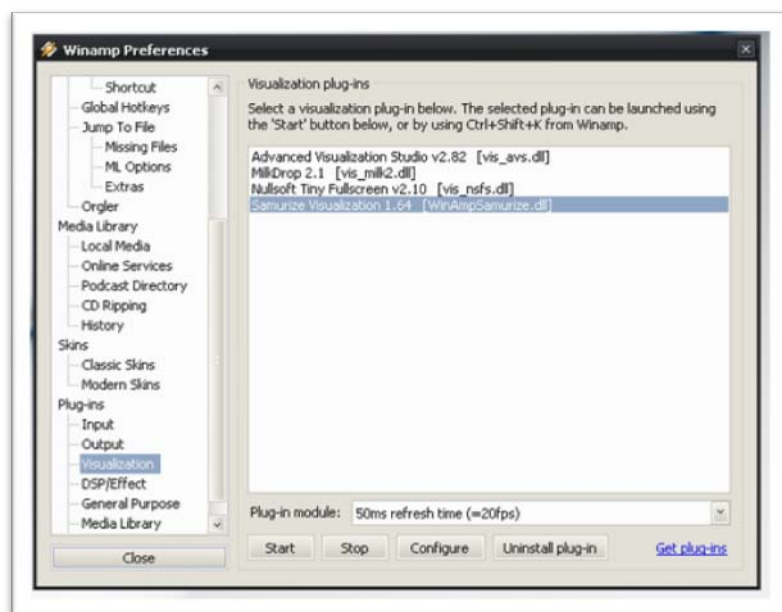 Winamp Preferences
Shortcut
Global Hotkeys
Jump To File
Missing Files
ML Options
Extras
Orgler
Media Library
Local Media
Online Services
Podcast Directory
CD Ripping
History
Skins
Classic Skins
Modern Skins
Plug-ins
Input
Output
Visualization
DSP/Effect
General Purpose
Media Library
Close
Visualization plug-ins
Select a visualization plug-in below. The selected plug-in can be launched using
the 'Start' button below, or by using Ctrl+Shift+K from Winamp.
Advanced Visualization Studio v2.82 [vis_avs.dll]
MilkDrop 2.1 [vis_milk2.dll]
Nullsoft Tiny Fullscreen v2.10 [vis_nsfs.dll]
Samurize Visualization 1.64 [WinAmpSamurize.dll]
Plug-in module: 50ms refresh time (=20fps)
Start Stop Configure Uninstall plug-in Get plug-ins